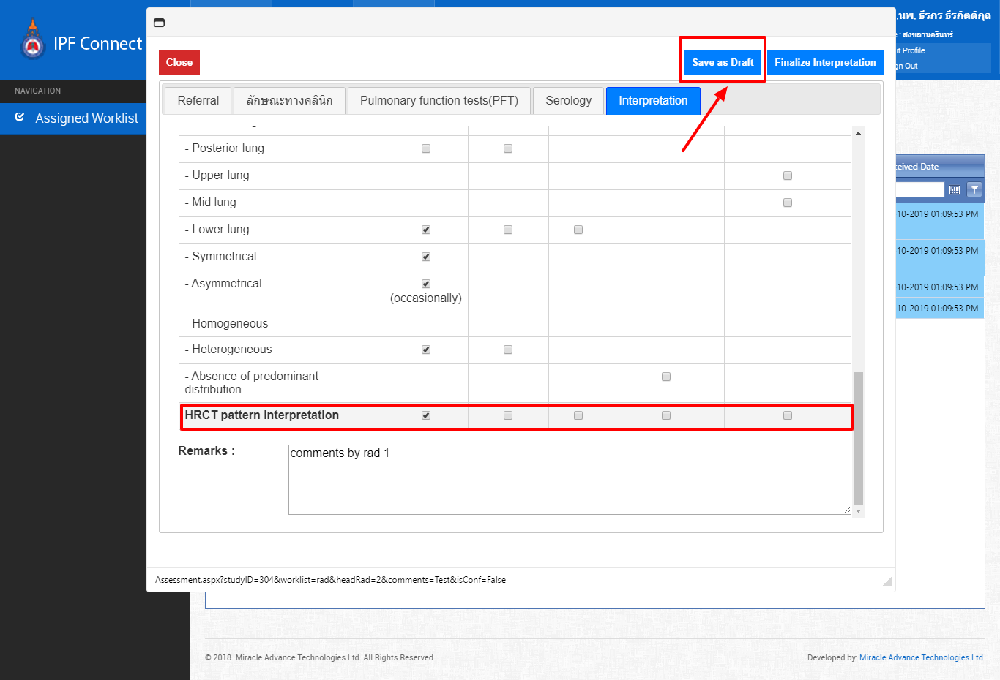 .นพ. ธีรกร ธีรกิตติกุล
: สงขลานครินทร์
it Profile
gn Out
IPF Connect
NAVIGATION
Assigned Worklist
Close
Save as Draft
Finalize Interpretation
Referral
ลักษณะทางคลินิก
Pulmonary function tests(PFT)
Serology
Interpretation
- Posterior lung
- Upper lung
- Mid lung
- Lower lung
- Symmetrical
- Asymmetrical
(occasionally)
- Homogeneous
- Heterogeneous
- Absence of predominant
distribution
HRCT pattern interpretation
Remarks :
comments by rad 1
eived Date
10-2019 01:09:53 PM
10-2019 01:09:53 PM
10-2019 01:09:53 PM
10-2019 01:09:53 PM
Assessment.aspx?studyID=304&worklist=rad&headRad=2&comments=Test&isConf=False
© 2018. Miracle Advance Technologies Ltd. All Rights Reserved.
Developed by: Miracle Advance Technologies Ltd.